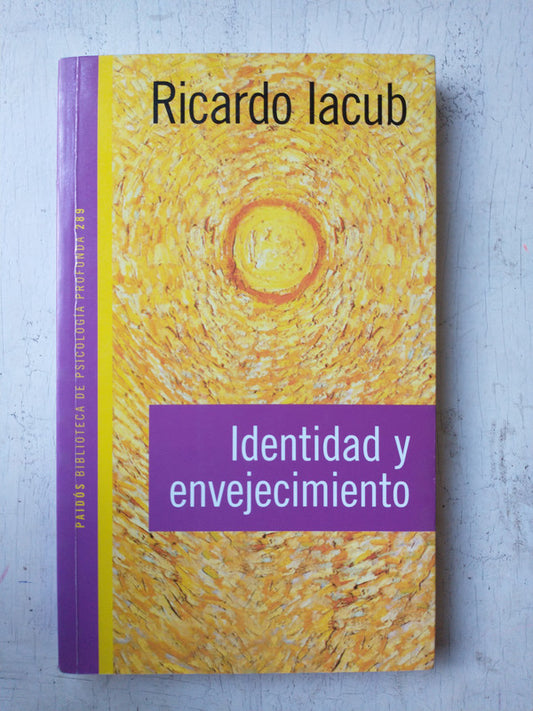 Ricardo Iacub
Identidad y
envejecimiento
PAIDÓS BIBLIOTECA DE PSICOLOGÍA PROFUNDA 289